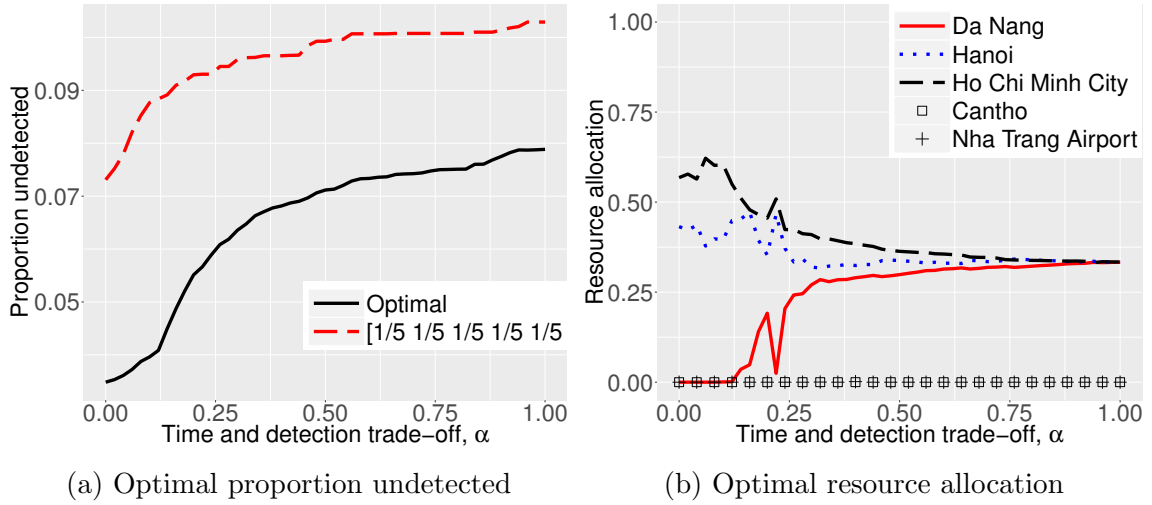 Proportion undetected
0.09
0.07
0.05
Optimal
[1/5 1/5 1/5 1/5 1/5
0.00 0.25 0.50 0.75 1.00
Time and detection trade-off, α
(a) Optimal proportion undetected
Resource allocation
1.00
0.75
0.50
0.25
0.00
Da Nang
Hanoi
Ho Chi Minh City
Cantho
Nha Trang Airport
0.00 0.25 0.50 0.75 1.00
Time and detection trade-off, α
(b) Optimal resource allocation